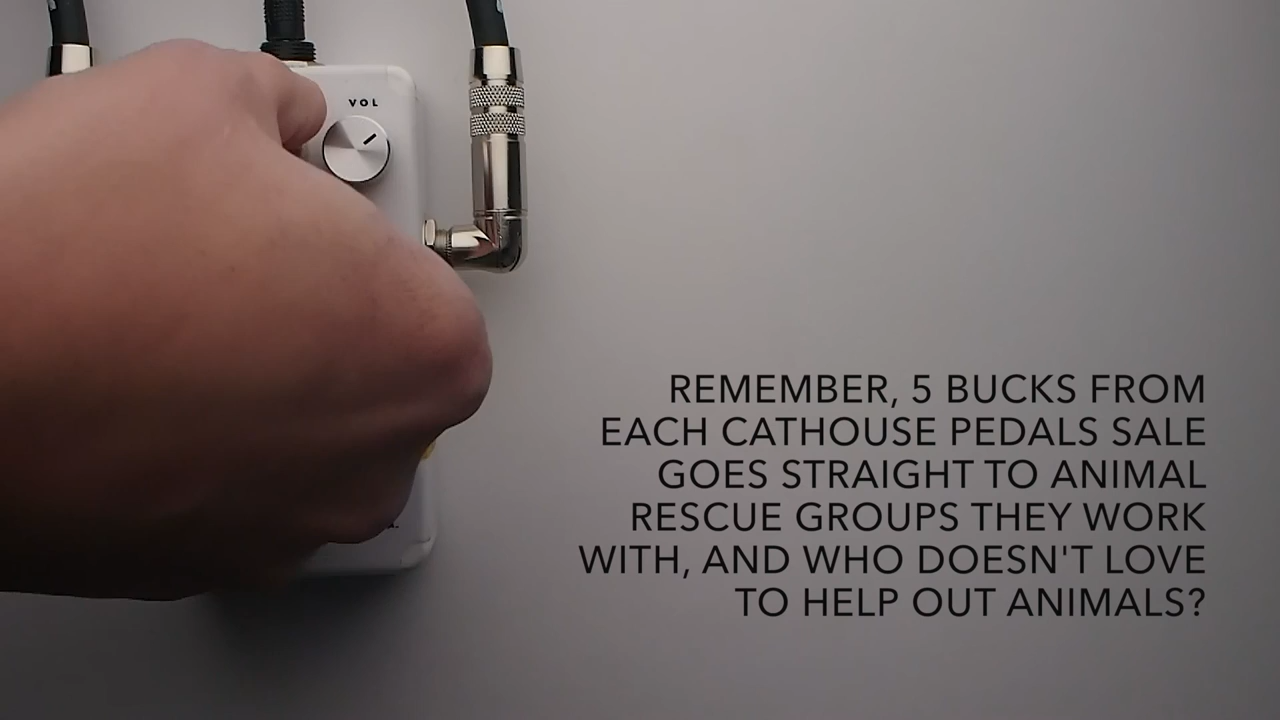 VOL
REMEMBER, 5 BUCKS FROM
EACH CATHOUSE PEDALS SALE
GOES STRAIGHT TO ANIMAL
RESCUE GROUPS THEY WORK
WITH, AND WHO DOESN'T LOVE
TO HELP OUT ANIMALS?